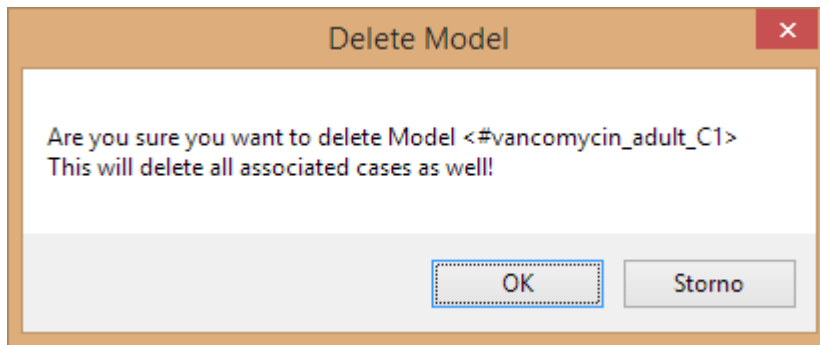 Delete Model
Are you sure you want to delete Model <#vancomycin_adult_C1>
This will delete all associated cases as well!
OK
Storno